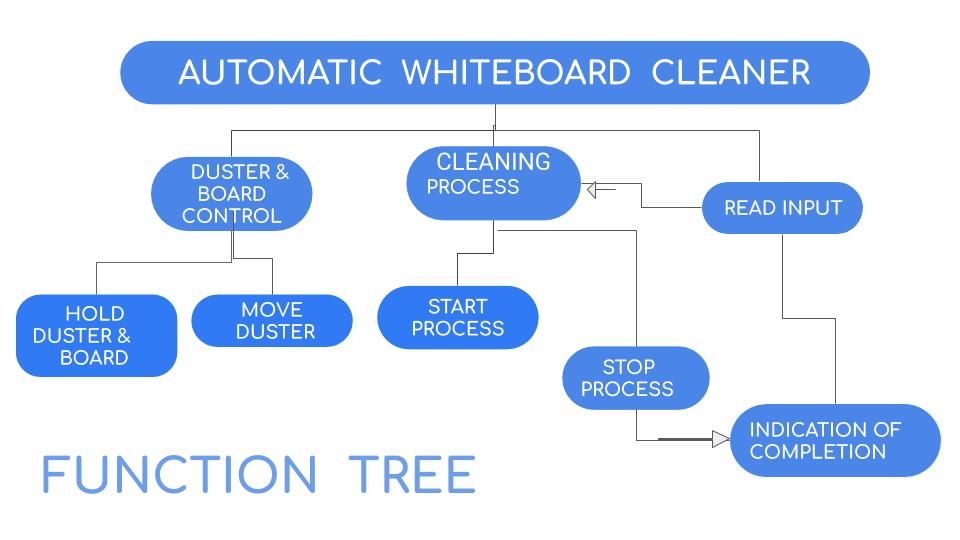 AUTOMATIC WHITEBOARD CLEANER
DUSTER &
BOARD
CONTROL
CLEANING
PROCESS
READ INPUT
HOLD
DUSTER &
BOARD
MOVE
DUSTER
START
PROCESS
STOP
PROCESS
INDICATION OF
COMPLETION
FUNCTION TREE